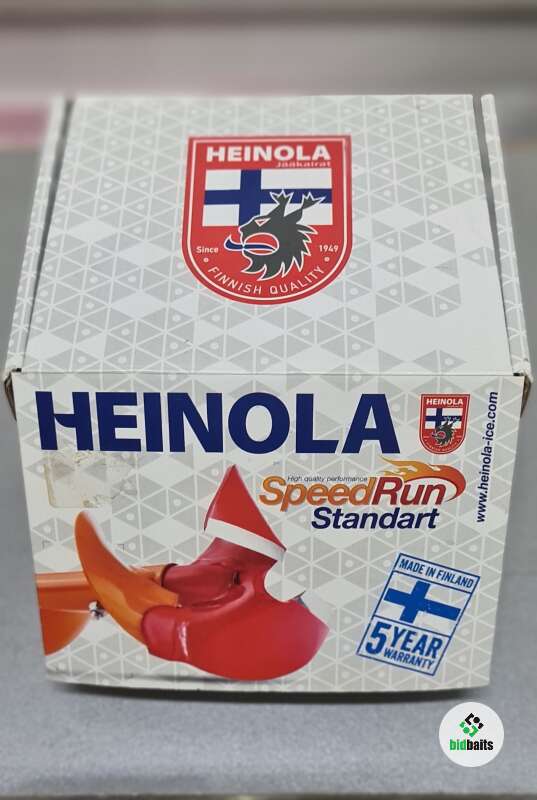 HEINOLA
Jääkairat
Since 1949
FINNISH QUALITY
HEINOLA
HEINOLA
www.heinola-ice.com
High quality performance
SpeedRun
Standart
MADE IN FINLAND
5 YEAR
WARRANTY
bidbaits